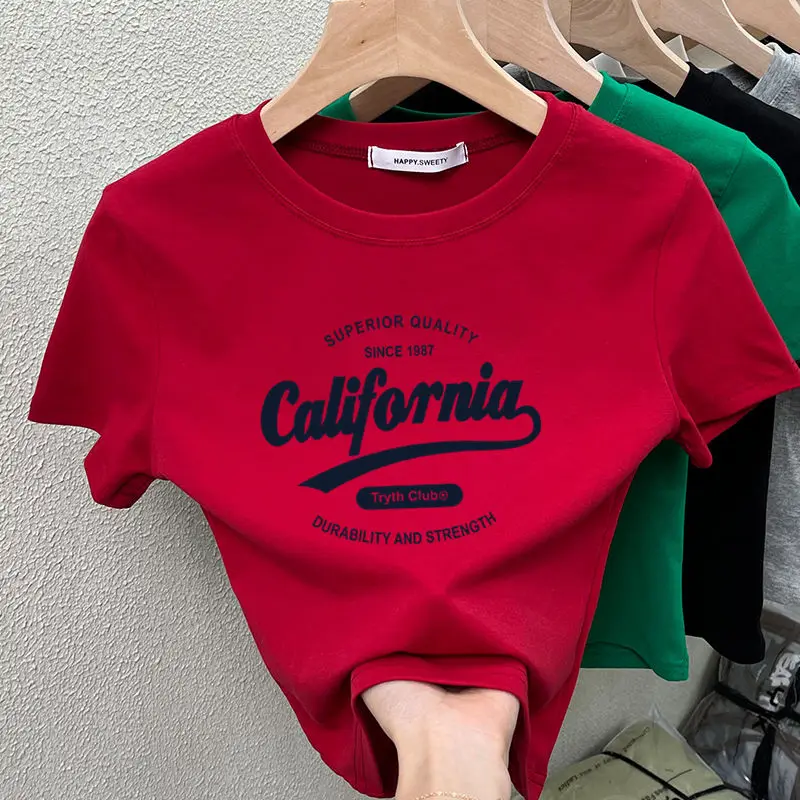 HAPPY.SWEETY
SUPERIOR QUALITY
SINCE 1987
California
Tryth Club®
DURABILITY AND STRENGTH